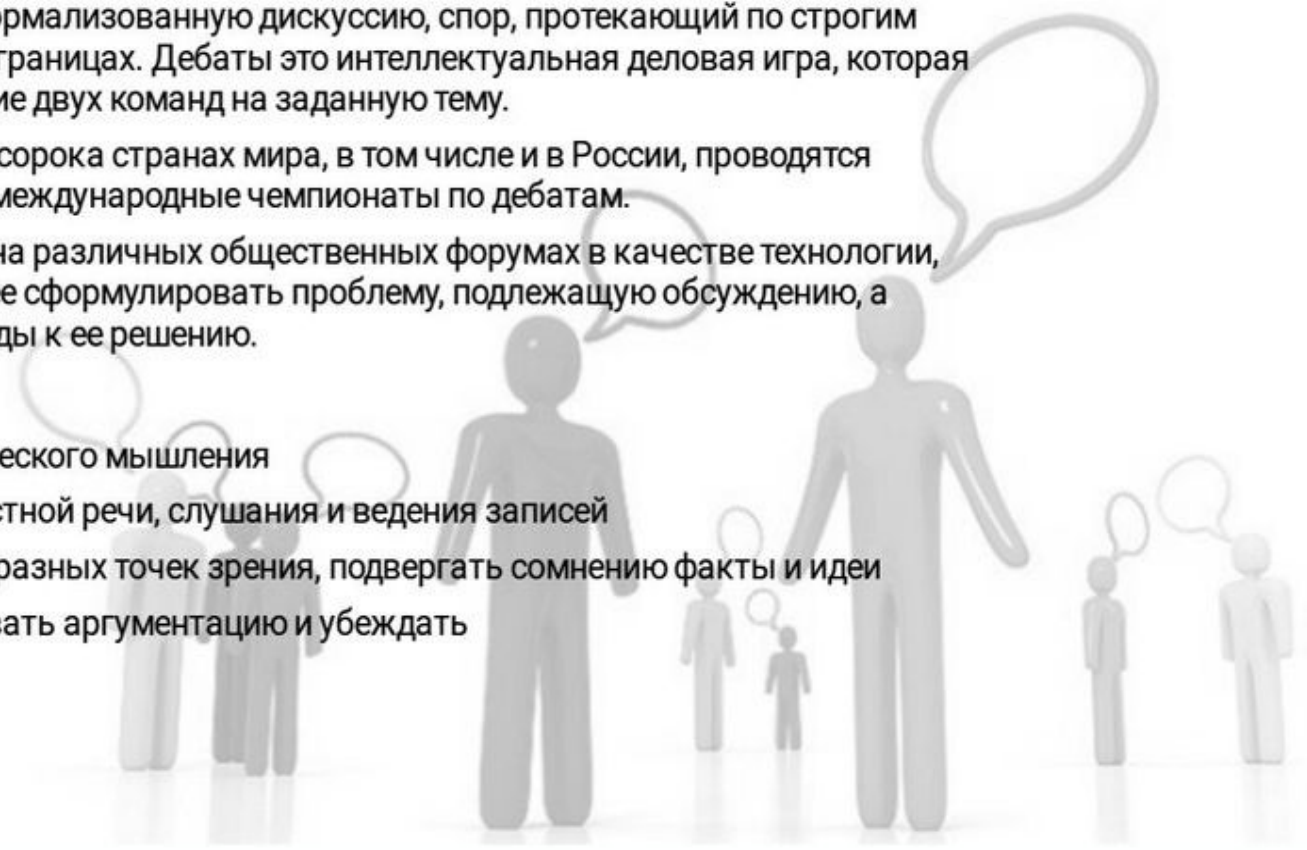 ормализованную дискуссию, спор, протекающий по строгим
границах. Дебаты это интеллектуальная деловая игра, которая
ие двух команд на заданную тему.
сорока странах мира, в том числе и в России, проводятся
международные чемпионаты по дебатам.
на различных общественных форумах в качестве технологии,
ее сформулировать проблему, подлежащую обсуждению, а
ды к ее решению.
еского мышления
стной речи, слушания и ведения записей
разных точек зрения, подвергать сомнению факты и идеи
вать аргументацию и убеждать